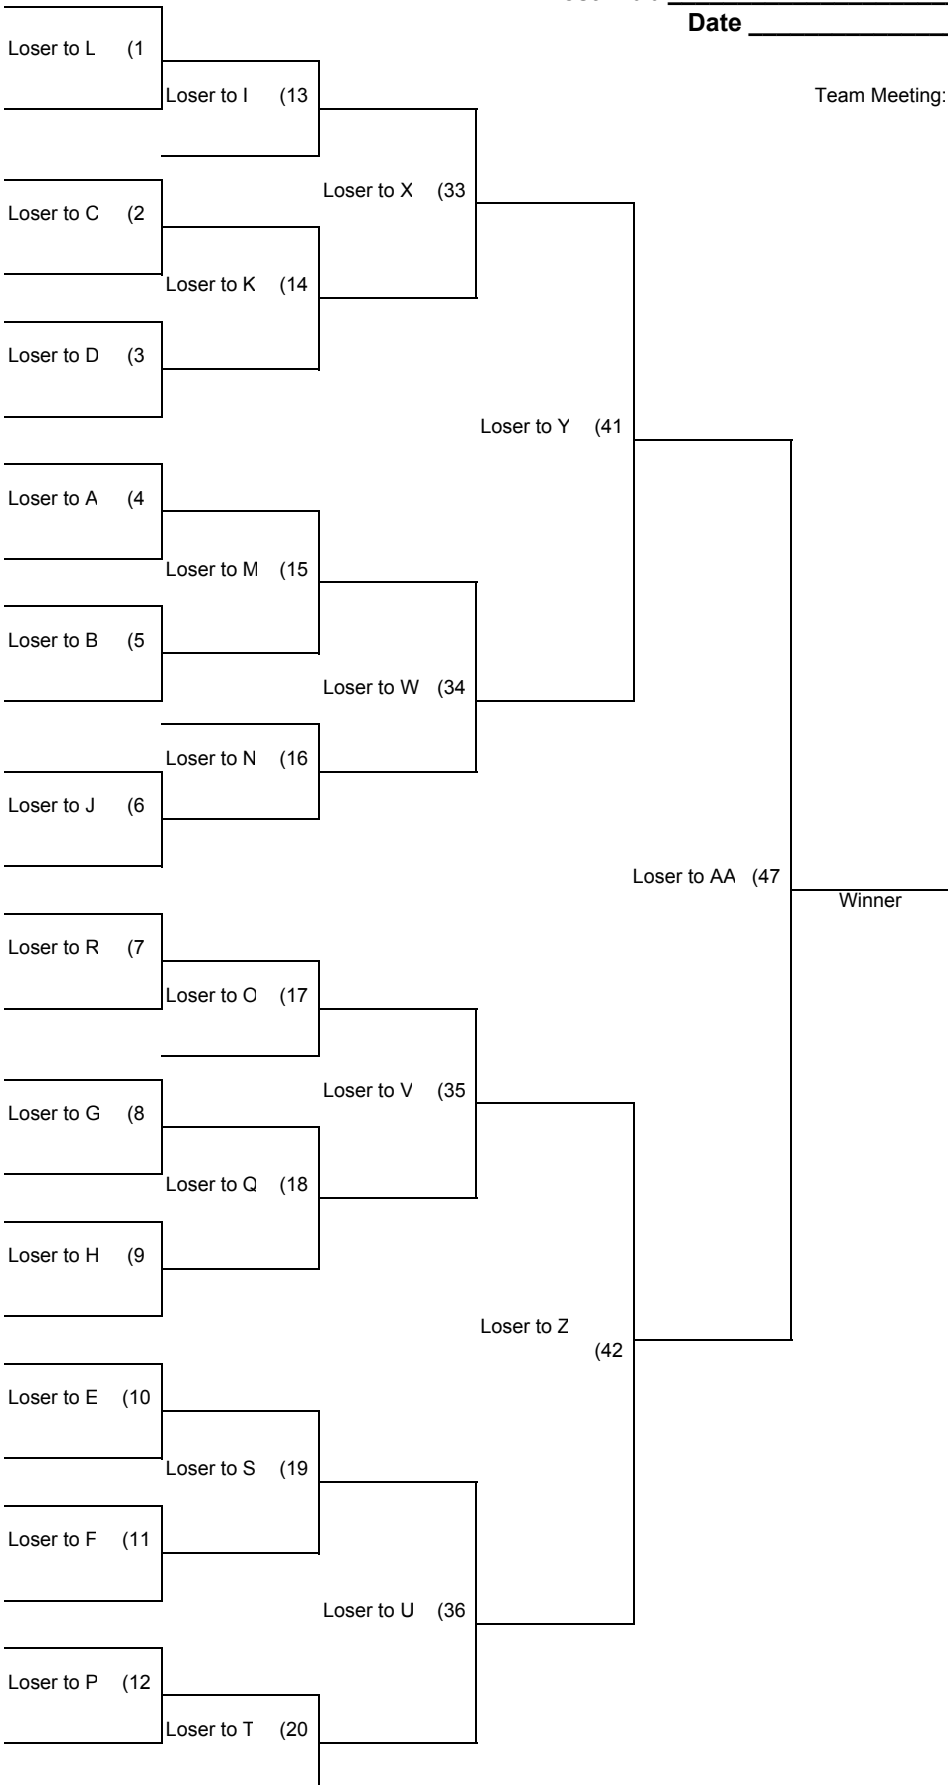 Date
Loser to L (1
Loser to I (13
Team Meeting:
Loser to X (33
Loser to C (2
Loser to K (14
Loser to D (3
Loser to Y (41
Loser to A (4
Loser to M (15
Loser to B (5
Loser to W (34
Loser to N (16
Loser to J (6
Loser to AA (47
Winner
Loser to R (7
Loser to O (17
Loser to V (35
Loser to G (8
Loser to Q (18
Loser to H (9
Loser to Z
(42
Loser to E (10
Loser to S (19
Loser to F (11
Loser to U (36
Loser to P (12
Loser to T (20